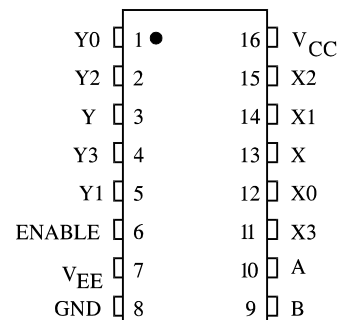 Y0 1 16 VCC
Y2 2 15 X2
Y 3 14 X1
Y3 4 13 X
Y1 5 12 X0
ENABLE 6 11 X3
VEE 7 10 A
GND 8 9 B